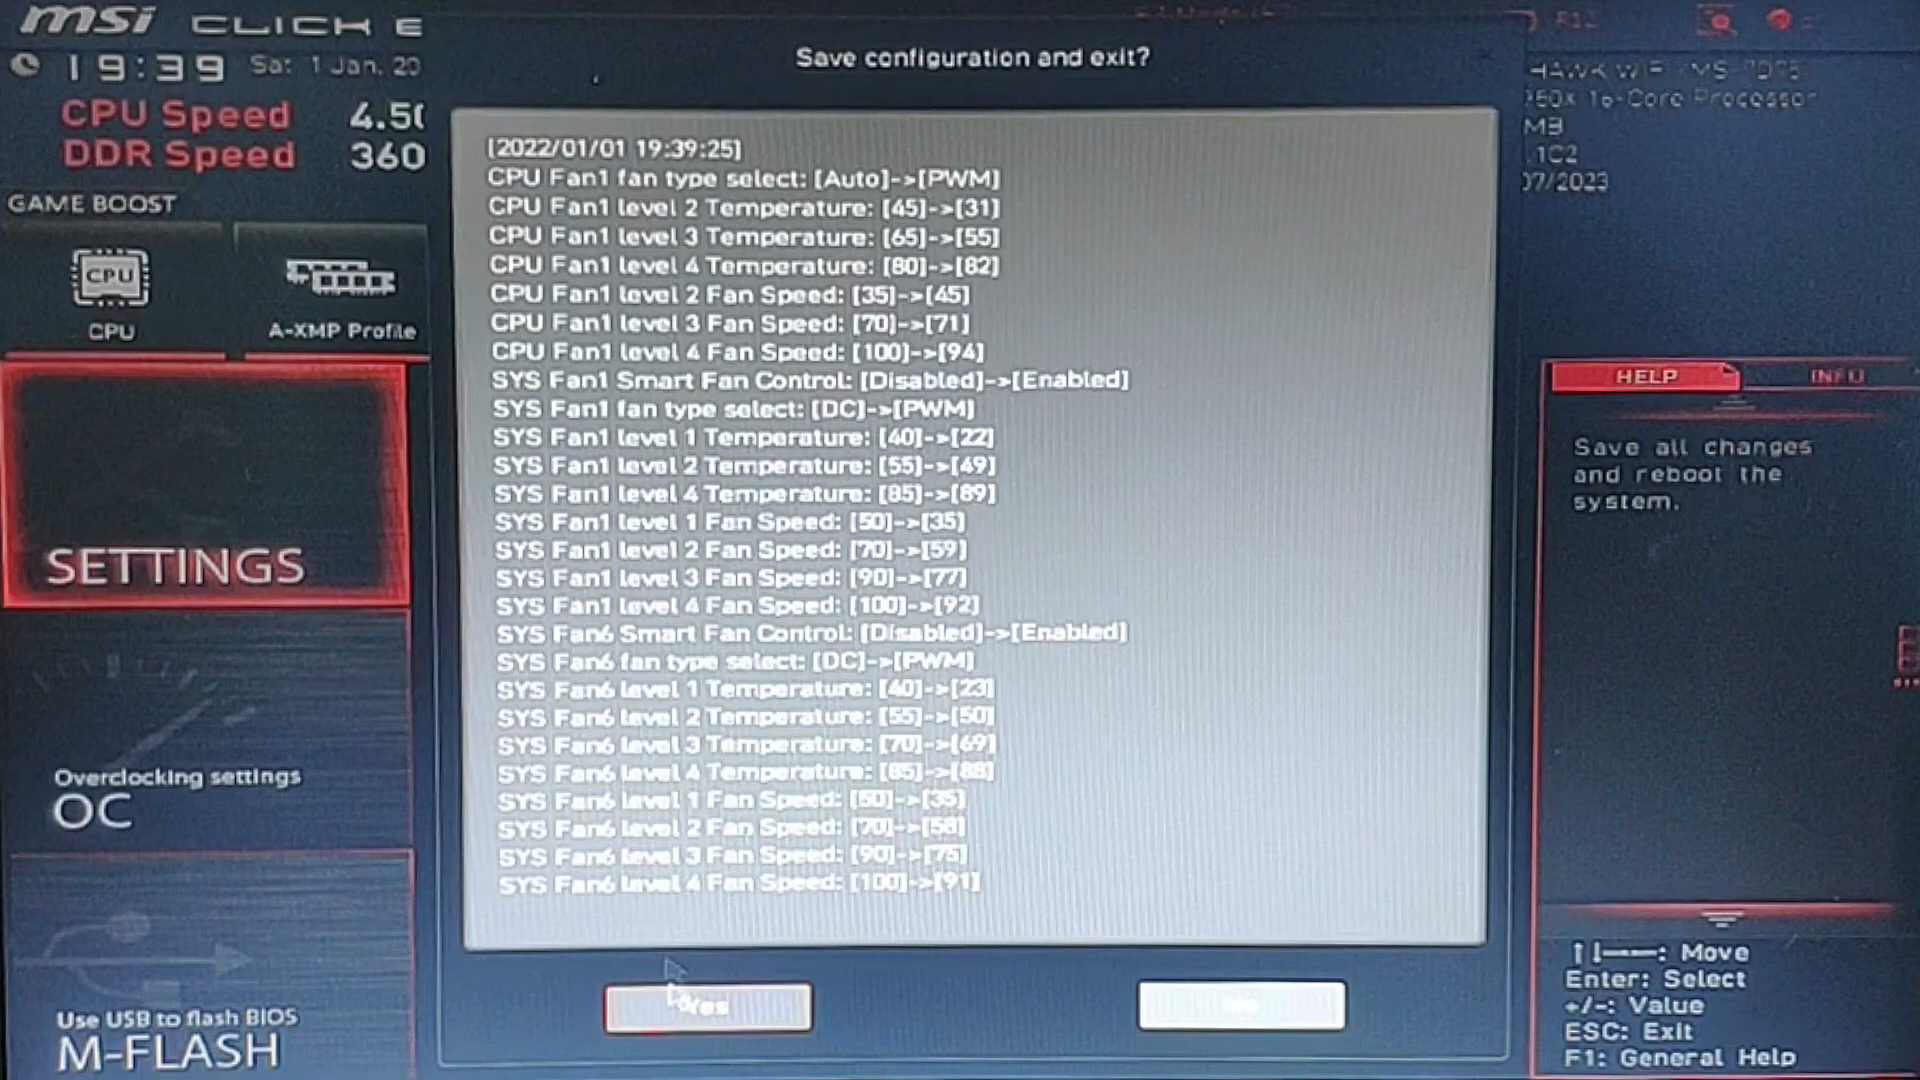 msi CLICK
19:39 Sat 1 Jan, 20
CPU Speed 4.50
DDR Speed 360
GAME BOOST
CPU
CPU
A-XMP Profile
SETTINGS
Overclocking settings
OC
Use USB to flash BIOS
M-FLASH
Save configuration and exit?
[2022/01/01 19:39:25]
CPU Fan1 fan type select: [Auto]->[PWM]
CPU Fan1 level 2 Temperature: [45]->[31]
CPU Fan1 level 3 Temperature: [65]->[55]
CPU Fan1 level 4 Temperature: [80]->[82]
CPU Fan1 level 2 Fan Speed: [35]->[45]
CPU Fan1 level 3 Fan Speed: [70]->[71]
CPU Fan1 level 4 Fan Speed: [100]->[94]
SYS Fan1 Smart Fan Control: [Disabled]->[Enabled]
SYS Fan1 fan type select: [DC]->[PWM]
SYS Fan1 level 1 Temperature: [40]->[22]
SYS Fan1 level 2 Temperature: [55]->[49]
SYS Fan1 level 4 Temperature: [85]->[89]
SYS Fan1 level 1 Fan Speed: [50]->[35]
SYS Fan1 level 2 Fan Speed: [70]->[59]
SYS Fan1 level 3 Fan Speed: [90]->[77]
SYS Fan1 level 4 Fan Speed: [100]->[92]
SYS Fan6 Smart Fan Control: [Disabled]->[Enabled]
SYS Fan6 fan type select: [DC]->[PWM]
SYS Fan6 level 1 Temperature: [40]->[23]
SYS Fan6 level 2 Temperature: [55]->[50]
SYS Fan6 level 3 Temperature: [70]->[69]
SYS Fan6 level 4 Temperature: [85]->[88]
SYS Fan6 level 1 Fan Speed: [50]->[35]
SYS Fan6 level 2 Fan Speed: [70]->[58]
SYS Fan6 level 3 Fan Speed: [90]->[75]
SYS Fan6 level 4 Fan Speed: [100]->[91]
Yes
HAWK WIFI
950X 16-Core Processor
MB
.1C2
07/2023
HELP
INFO
Save all changes
and reboot the
system.
: Move
Enter: Select
+/-: Value
ESC: Exit
F1: General Help